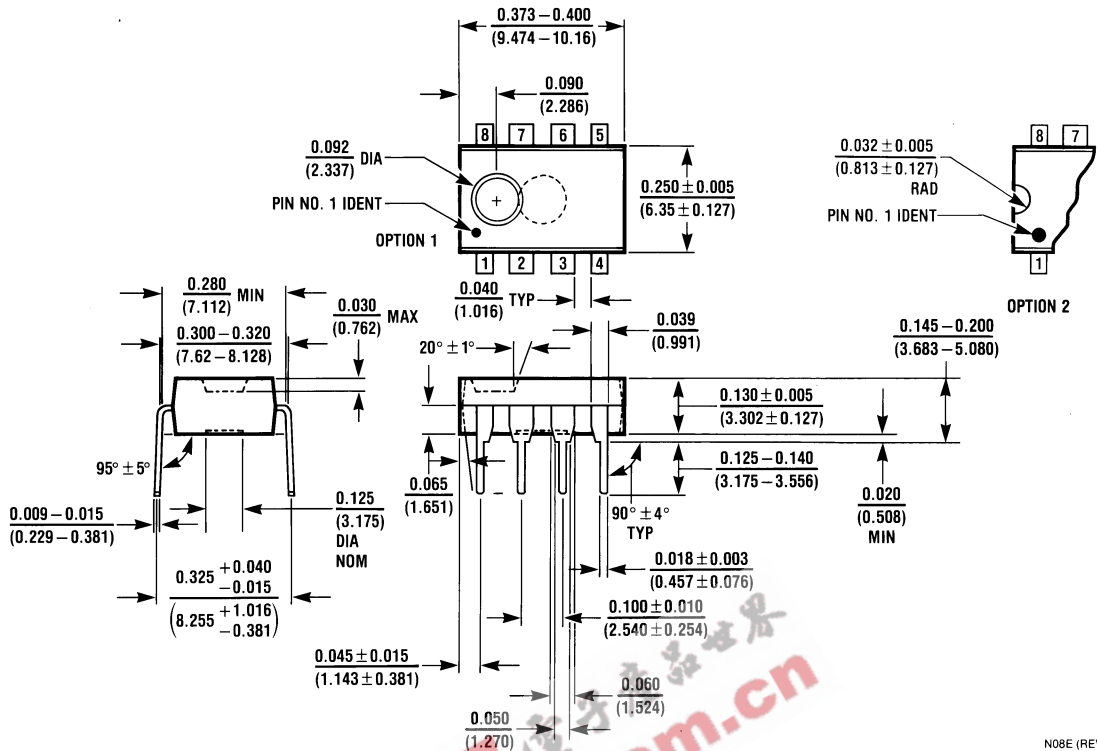 0.373 – 0.400
(9.474 – 10.16)
0.090
(2.286)
8 7 6 5
0.092 DIA
(2.337)
PIN NO. 1 IDENT
OPTION 1
+
1 2 3 4
0.250 ± 0.005
(6.35 ± 0.127)
8 7
0.032 ± 0.005
(0.813 ± 0.127)
RAD
PIN NO. 1 IDENT
1
OPTION 2
0.280 MIN
(7.112)
0.300 – 0.320
(7.62 – 8.128)
0.030 MAX
(0.762)
0.040 TYP
(1.016)
20° ± 1°
0.039
(0.991)
0.145 – 0.200
(3.683 – 5.080)
0.130 ± 0.005
(3.302 ± 0.127)
0.125 – 0.140
(3.175 – 3.556)
0.020
(0.508)
MIN
95° ± 5°
0.065
(1.651)
90° ± 4°
TYP
0.009 – 0.015
(0.229 – 0.381)
0.125
(3.175)
DIA
NOM
0.325 +0.040
-0.015
(8.255 +1.016
-0.381)
0.018 ± 0.003
(0.457 ± 0.076)
0.100 ± 0.010
(2.540 ± 0.254)
0.045 ± 0.015
(1.143 ± 0.381)
0.060
(1.524)
0.050
(1.270)
子产品世界
m.cn
N08E (REV